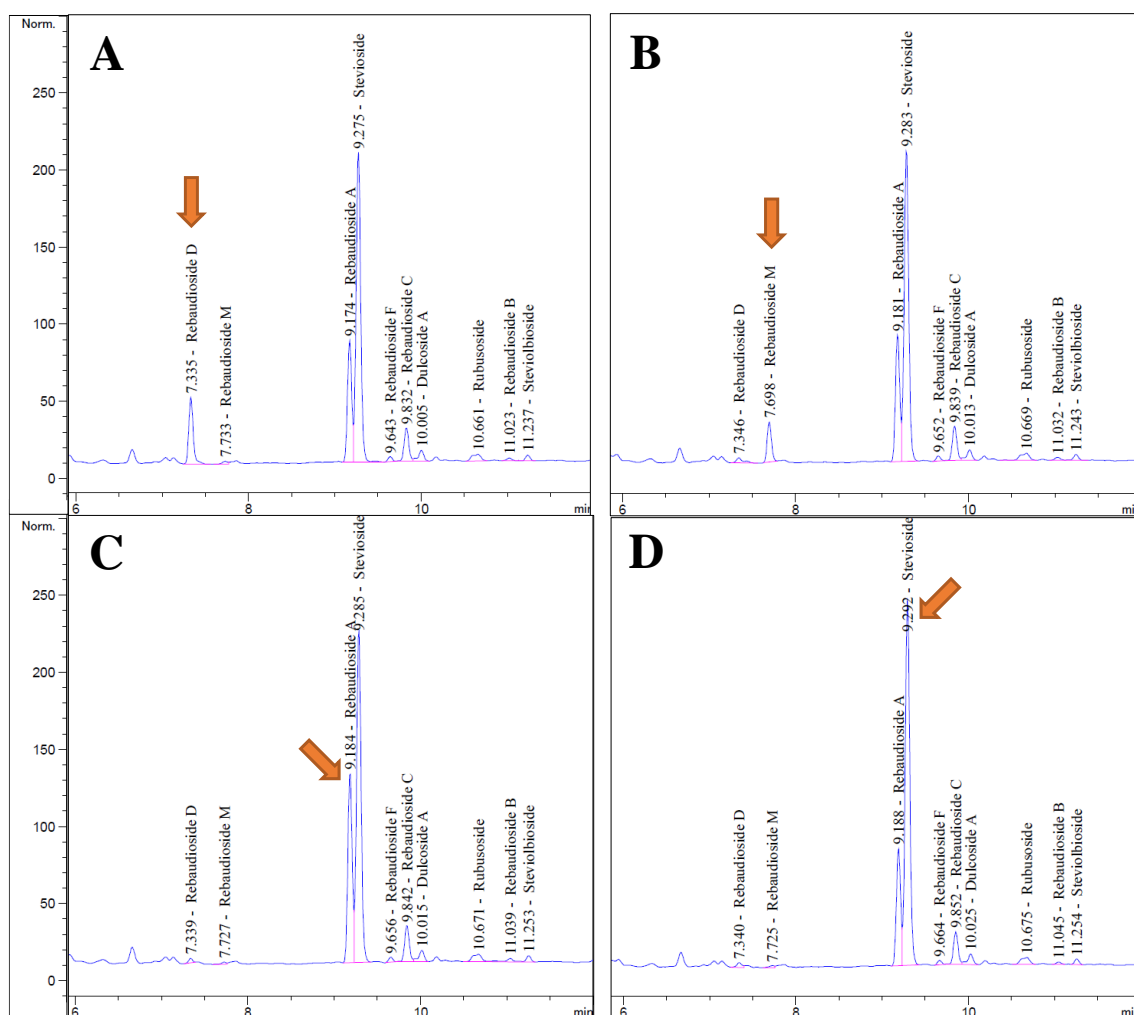 Norm.
A
250
200
150
100
50
0
7.335 - Rebaudioside D
7.733 - Rebaudioside M
9.174 - Rebaudioside A
9.275 - Stevioside
9.643 - Rebaudioside F
9.832 - Rebaudioside C
10.005 - Dulcoside A
10.661 - Rubusoside
11.023 - Rebaudioside B
11.237 - Steviolbioside
6
8
10
B
7.346 - Rebaudioside D
7.698 - Rebaudioside M
9.181 - Rebaudioside A
9.283 - Stevioside
9.652 - Rebaudioside F
9.839 - Rebaudioside C
10.013 - Dulcoside A
10.669 - Rubusoside
11.032 - Rebaudioside B
11.243 - Steviolbioside
6
8
10
min
Norm.
C
250
200
150
100
50
0
7.339 - Rebaudioside D
7.727 - Rebaudioside M
9.184 - Rebaudioside A
9.285 - Stevioside
9.656 - Rebaudioside F
9.842 - Rebaudioside C
10.015 - Dulcoside A
10.671 - Rubusoside
11.039 - Rebaudioside B
11.253 - Steviolbioside
6
8
10
D
7.340 - Rebaudioside D
7.725 - Rebaudioside M
9.188 - Rebaudioside A
9.292 - Stevioside
9.664 - Rebaudioside F
9.852 - Rebaudioside C
10.025 - Dulcoside A
10.675 - Rubusoside
11.045 - Rebaudioside B
11.254 - Steviolbioside
6
8
10
min